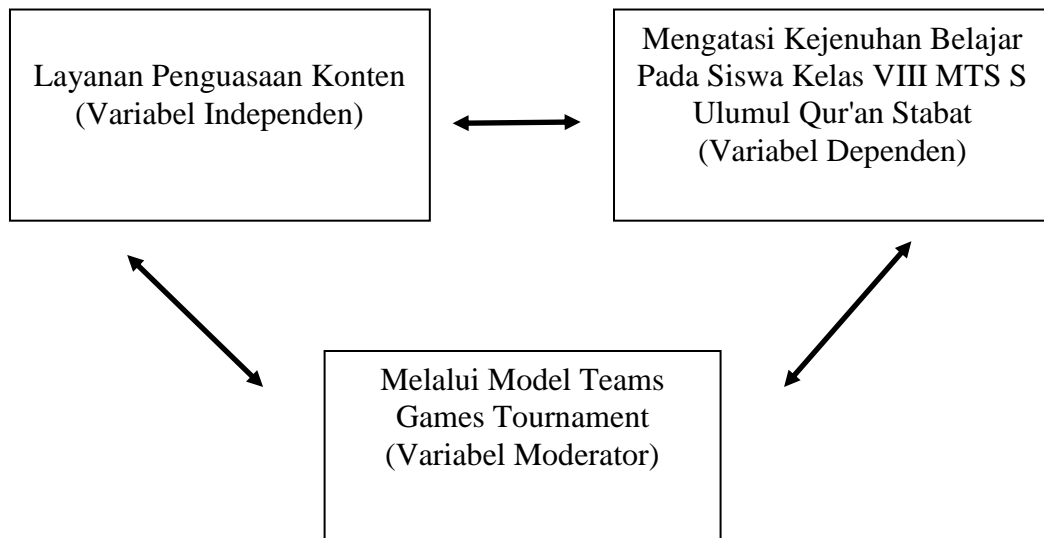 Layanan Penguasaan Konten
(Variabel Independen)
Mengatasi Kejenuhan Belajar
Pada Siswa Kelas VIII MTS S
Ulumul Qur'an Stabat
(Variabel Dependen)
Melalui Model Teams
Games Tournament
(Variabel Moderator)